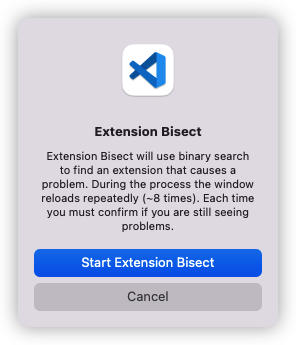 Extension Bisect
Extension Bisect will use binary search
to find an extension that causes a
problem. During the process the window
reloads repeatedly (~8 times). Each time
you must confirm if you are still seeing
problems.
Start Extension Bisect
Cancel